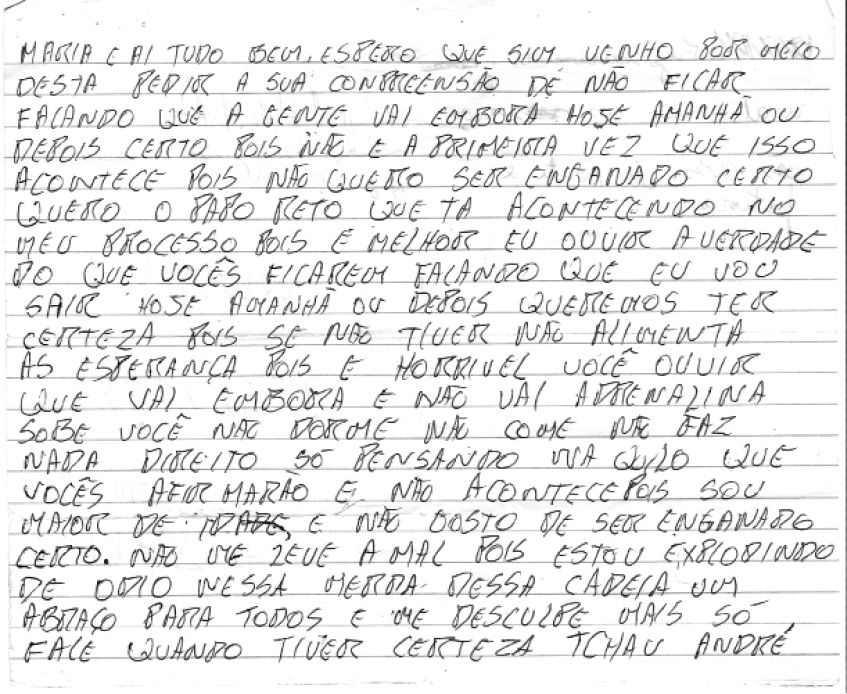 MARIA E AI TUDO BEM, ESPERO QUE SIM VENHO POR MEIO
DESTA PEDIR A SUA CONPREENSÃO DE NÃO FICAR
FALANDO QUE A GENTE VAI EMBORA HOSE AMANHÃ OU
DEPOIS CERTO POIS NÃO E A PRIMEIRA VEZ QUE ISSO
ACONTECE POIS NÃO QUERO SER ENGANADO CERTO
QUERO O PAPO RETO QUE TA ACONTECENDO NO
MEU PROCESSO POIS E MELHOR EU OUVIR A VERDADE
DO QUE VOCÊS FICAREM FALANDO QUE EU VOU
SAIR HOSE AMANHÃ OU DEPOIS QUEREMOS TER
CERTEZA POIS SE NÃO TIVER NÃO ALIMENTA
AS ESPERANÇA POIS E HORRIVEL VOCÊ OUVIR
QUE VAI EMBORA E NÃO VAI ADRENALINA
SOBE VOCÊ NÃO DORME NÃO COME NÃO FAZ
NADA DIREITO SÓ PENSANDO NA QUILO QUE
VOCÊS AFIRMARÃO E NÃO ACONTECE POIS SOU
MAIOR DE IDADE, E NÃO GOSTO DE SER ENGANADO
CERTO. NÃO ME LEVE A MAL POIS ESTOU EXPLODINDO
DE ODIO NESSA MERDA DESSA CADEIA UM
ABRAÇO PARA TODOS E ME DESCULPE MAIS SÓ
FALE QUANDO TIVER CERTEZA TCHAU ANDRÉ